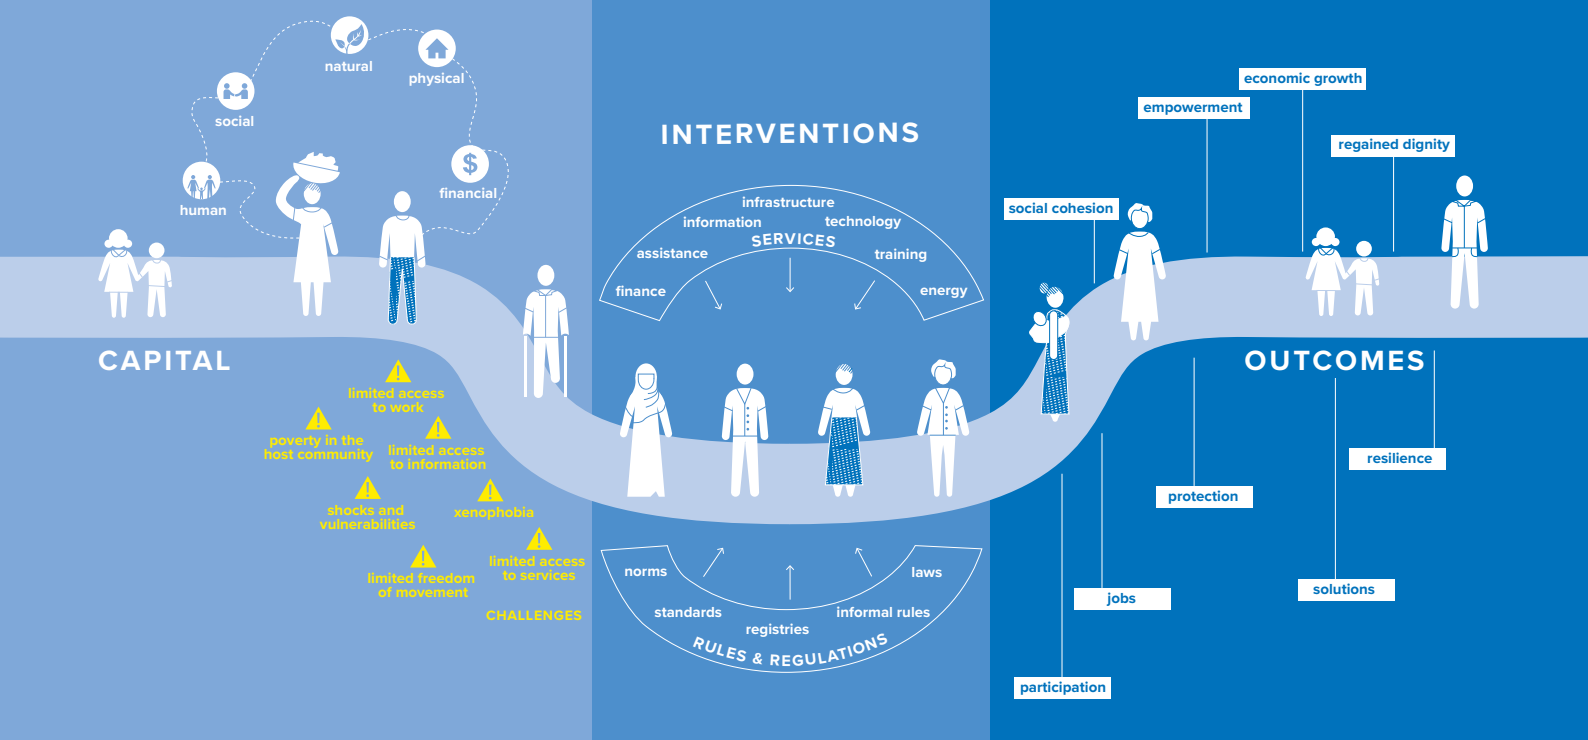 natural
physical
social
$
financial
human
CAPITAL
limited access
to work
poverty in the
host community
limited access
to information
shocks and
vulnerabilities
xenophobia
limited access
to services
limited freedom
of movement
CHALLENGES
INTERVENTIONS
infrastructure
information
technology
SERVICES
assistance
training
finance
energy
norms
laws
standards
informal rules
registries
RULES & REGULATIONS
economic growth
empowerment
regained dignity
social cohesion
OUTCOMES
resilience
protection
solutions
jobs
participation